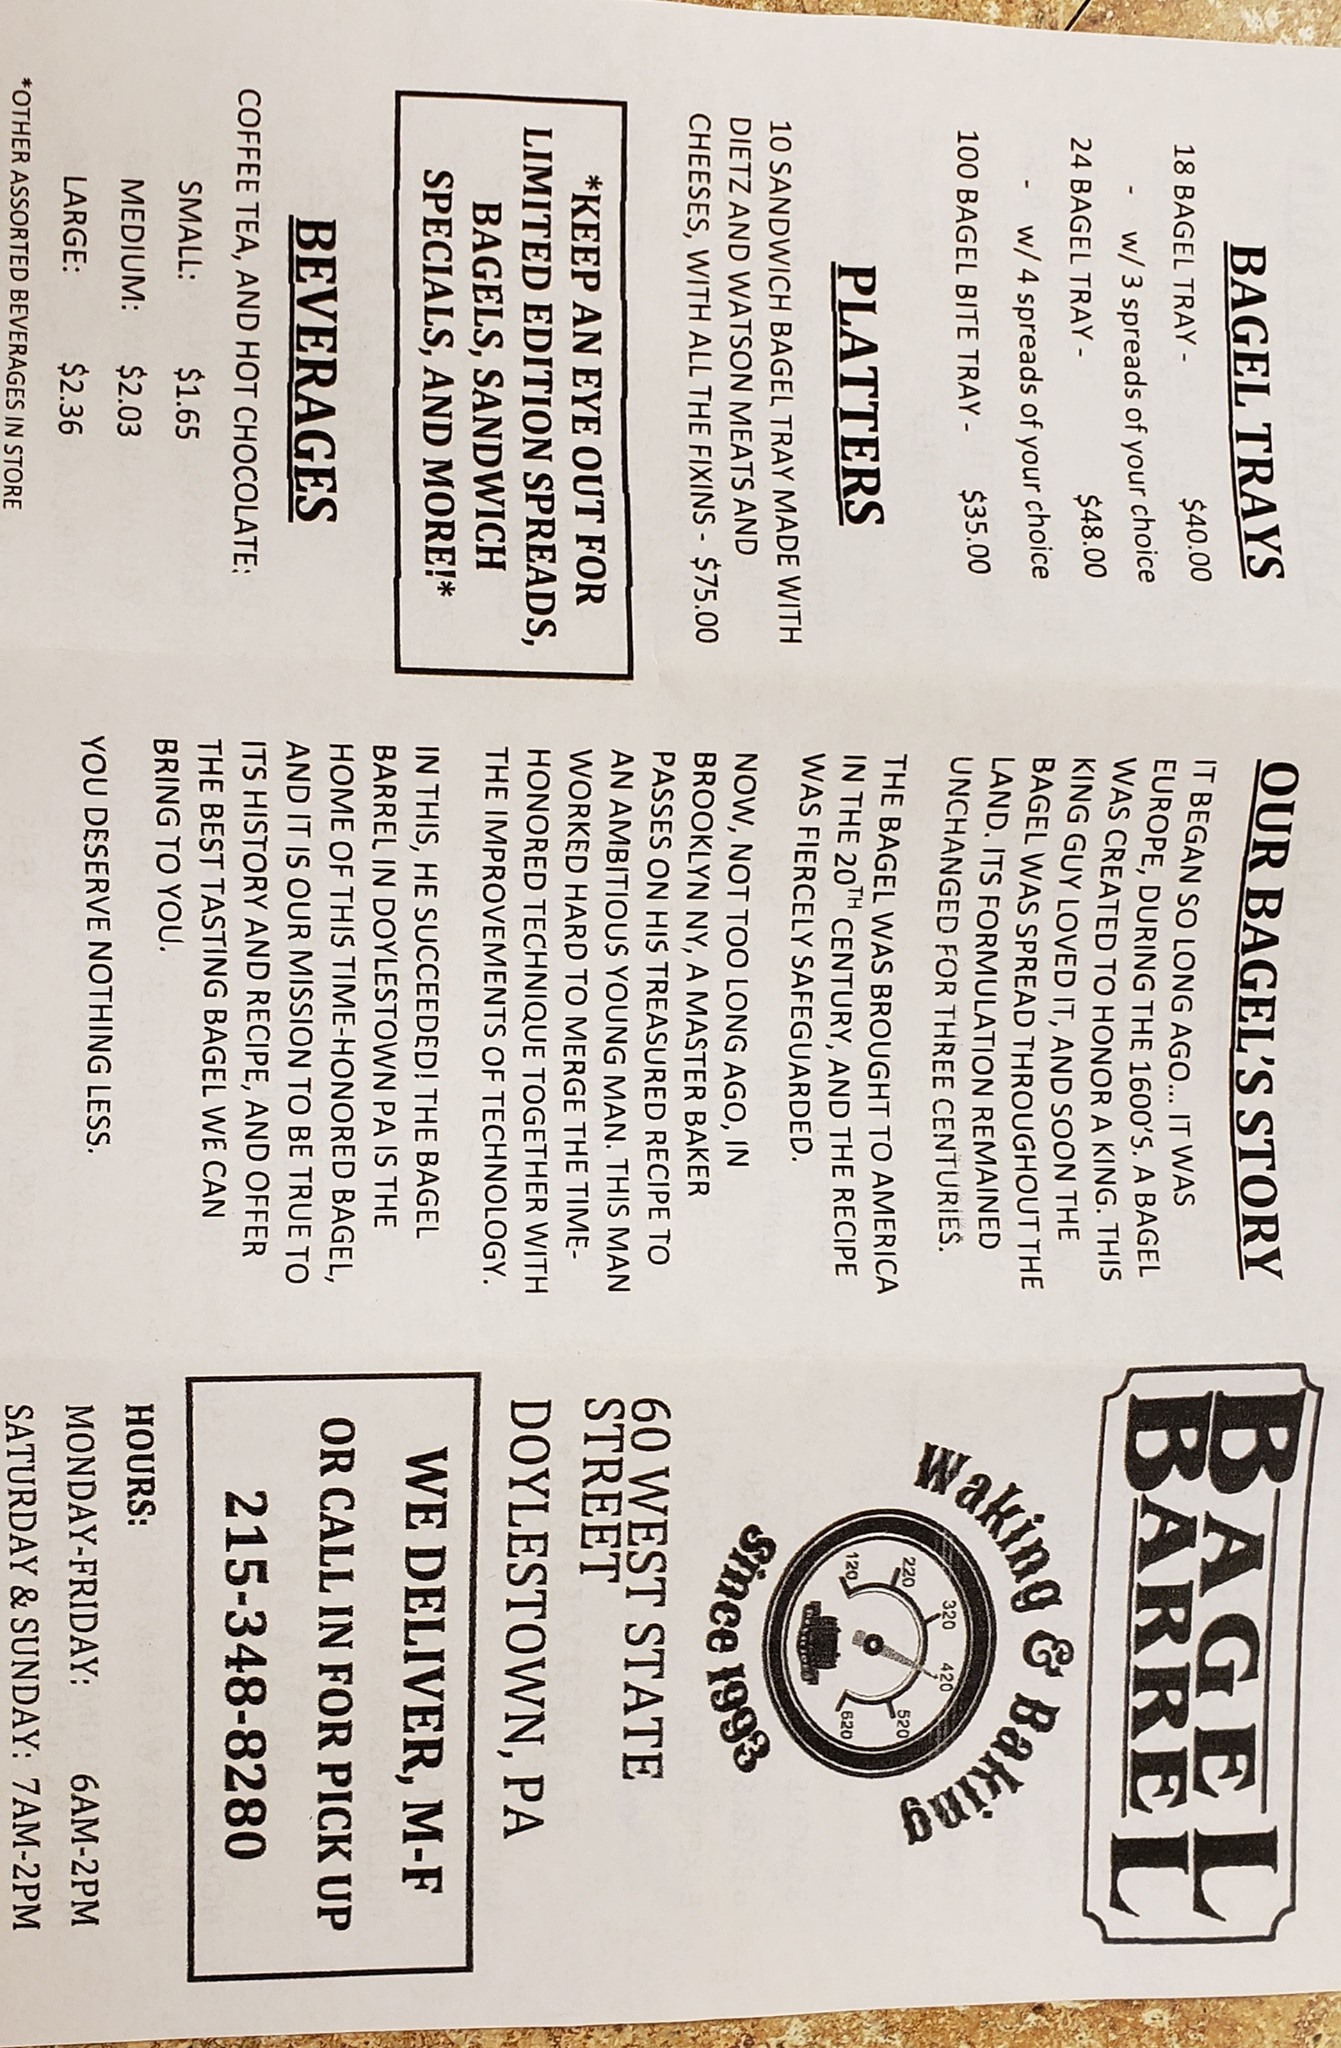 BAGEL TRAYS
18 BAGEL TRAY - $40.00
- w/ 3 spreads of your choice
24 BAGEL TRAY - $48.00
- w/ 4 spreads of your choice
100 BAGEL BITE TRAY - $35.00
PLATTERS
10 SANDWICH BAGEL TRAY MADE WITH
DIETZ AND WATSON MEATS AND
CHEESES, WITH ALL THE FIXINS - $75.00
*KEEP AN EYE OUT FOR
LIMITED EDITION SPREADS,
BAGELS, SANDWICH
SPECIALS, AND MORE!*
BEVERAGES
COFFEE TEA, AND HOT CHOCOLATE:
SMALL: $1.65
MEDIUM: $2.03
LARGE: $2.36
*OTHER ASSORTED BEVERAGES IN STORE
OUR BAGEL'S STORY
IT BEGAN SO LONG AGO... IT WAS
EUROPE, DURING THE 1600'S. A BAGEL
WAS CREATED TO HONOR A KING. THIS
KING GUY LOVED IT, AND SOON THE
BAGEL WAS SPREAD THROUGHOUT THE
LAND. ITS FORMULATION REMAINED
UNCHANGED FOR THREE CENTURIES.
THE BAGEL WAS BROUGHT TO AMERICA
IN THE 20TH CENTURY, AND THE RECIPE
WAS FIERCELY SAFEGUARDED.
NOW, NOT TOO LONG AGO, IN
BROOKLYN NY, A MASTER BAKER
PASSES ON HIS TREASURED RECIPE TO
AN AMBITIOUS YOUNG MAN. THIS MAN
WORKED HARD TO MERGE THE TIME-
HONORED TECHNIQUE TOGETHER WITH
THE IMPROVEMENTS OF TECHNOLOGY.
IN THIS, HE SUCCEEDED! THE BAGEL
BARREL IN DOYLESTOWN PA IS THE
HOME OF THIS TIME-HONORED BAGEL,
AND IT IS OUR MISSION TO BE TRUE TO
ITS HISTORY AND RECIPE, AND OFFER
THE BEST TASTING BAGEL WE CAN
BRING TO YOU.
YOU DESERVE NOTHING LESS.
BAGEL
BARREL
Waking & Baking
120 220 320 420 520 620
Since 1993
60 WEST STATE
STREET
DOYLESTOWN, PA
WE DELIVER, M-F
OR CALL IN FOR PICK UP
215-348-8280
HOURS:
MONDAY-FRIDAY: 6AM-2PM
SATURDAY & SUNDAY: 7AM-2PM